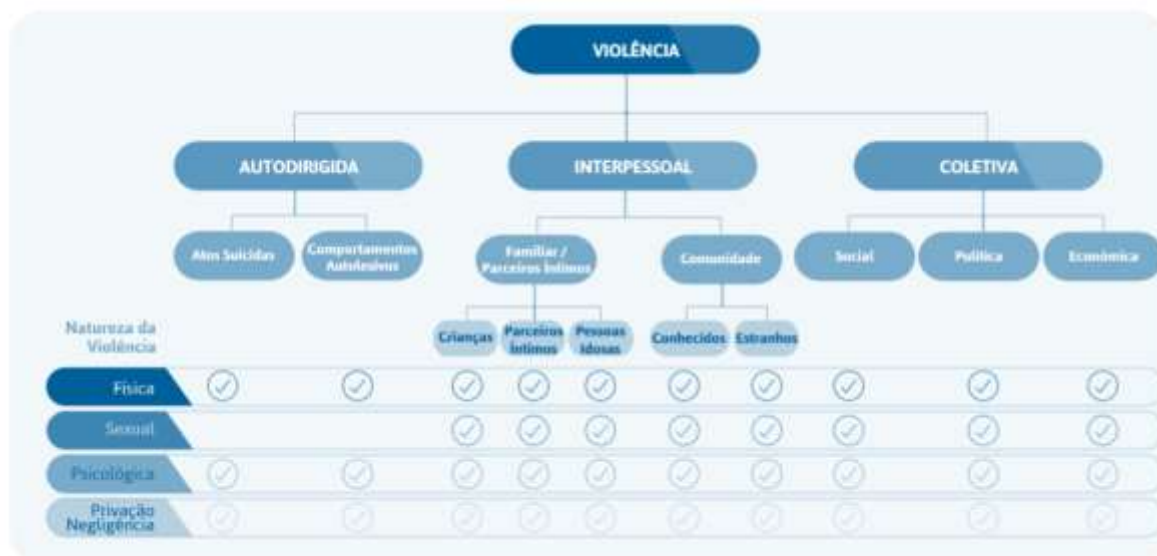 VIOLÊNCIA
AUTODIRIGIDA
INTERPESSOAL
COLETIVA
Atos Suicidas
Comportamentos
Autolesivos
Familiar /
Parceiros Íntimos
Comunidade
Social
Política
Económica
Natureza da
Violência
Crianças
Parceiros
Íntimos
Pessoas
Idosas
Conhecidos
Estranhos
Física
Sexual
Psicológica
Privação
Negligência